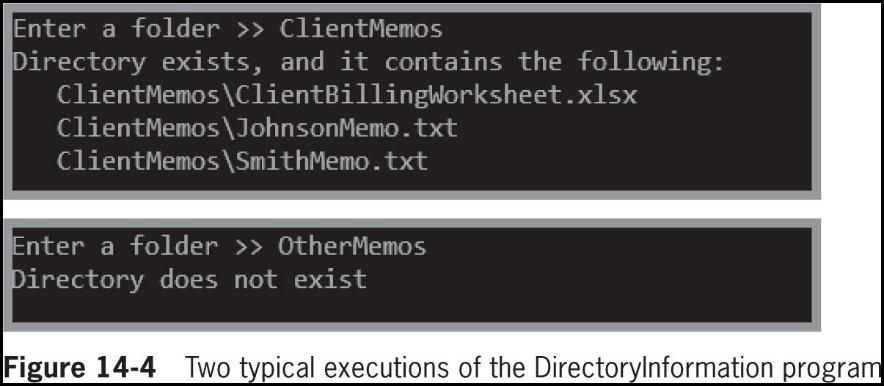 Enter a folder >> ClientMemos
Directory exists, and it contains the following:
   ClientMemos\ClientBillingWorksheet.xlsx
   ClientMemos\JohnsonMemo.txt
   ClientMemos\SmithMemo.txt
Enter a folder >> OtherMemos
Directory does not exist
Figure 14-4 Two typical executions of the DirectoryInformation program